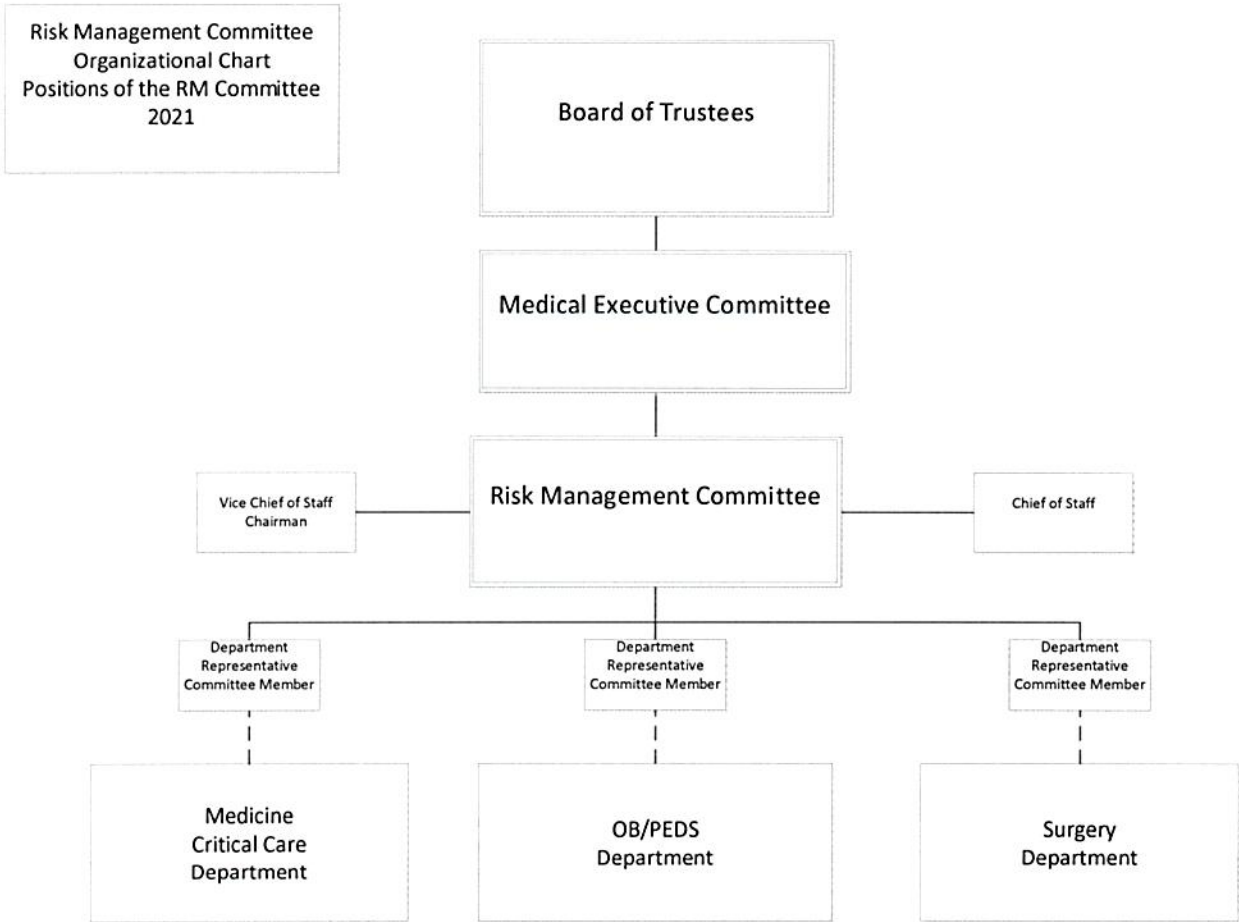 Risk Management Committee
Organizational Chart
Positions of the RM Committee
2021
Board of Trustees
Medical Executive Committee
Risk Management Committee
Vice Chief of Staff
Chairman
Chief of Staff
Department
Representative
Committee Member
Department
Representative
Committee Member
Department
Representative
Committee Member
Medicine
Critical Care
Department
OB/PEDS
Department
Surgery
Department